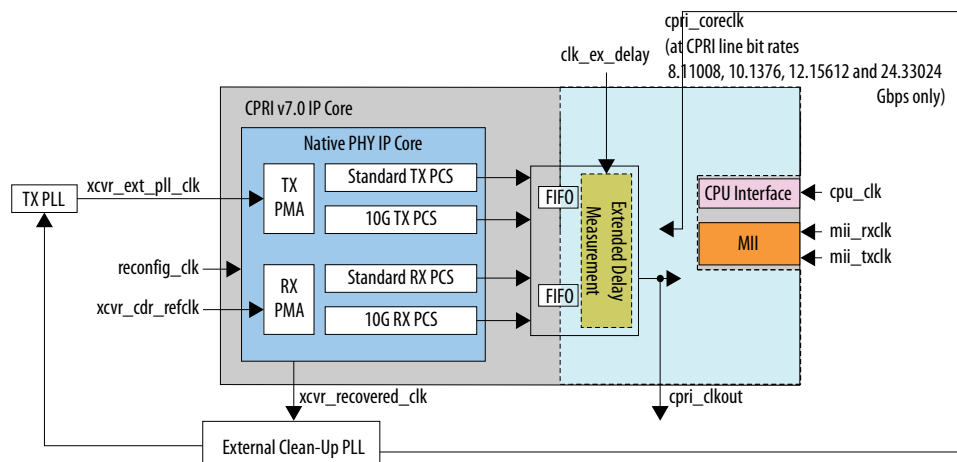 cpri_coreclk
(at CPRI line bit rates
8.11008, 10.1376, 12.15612 and 24.33024
Gbps only)
clk_ex_delay
CPRI v7.0 IP Core
Native PHY IP Core
TX PLL
xcvr_ext_pll_clk
TX
PMA
Standard TX PCS
10G TX PCS
FIFO
Extended Delay
Measurement
CPU Interface
cpu_clk
MII
mii_rxclk
mii_txclk
reconfig_clk
xcvr_cdr_refclk
RX
PMA
Standard RX PCS
10G RX PCS
FIFO
xcvr_recovered_clk
cpri_clkout
External Clean-Up PLL